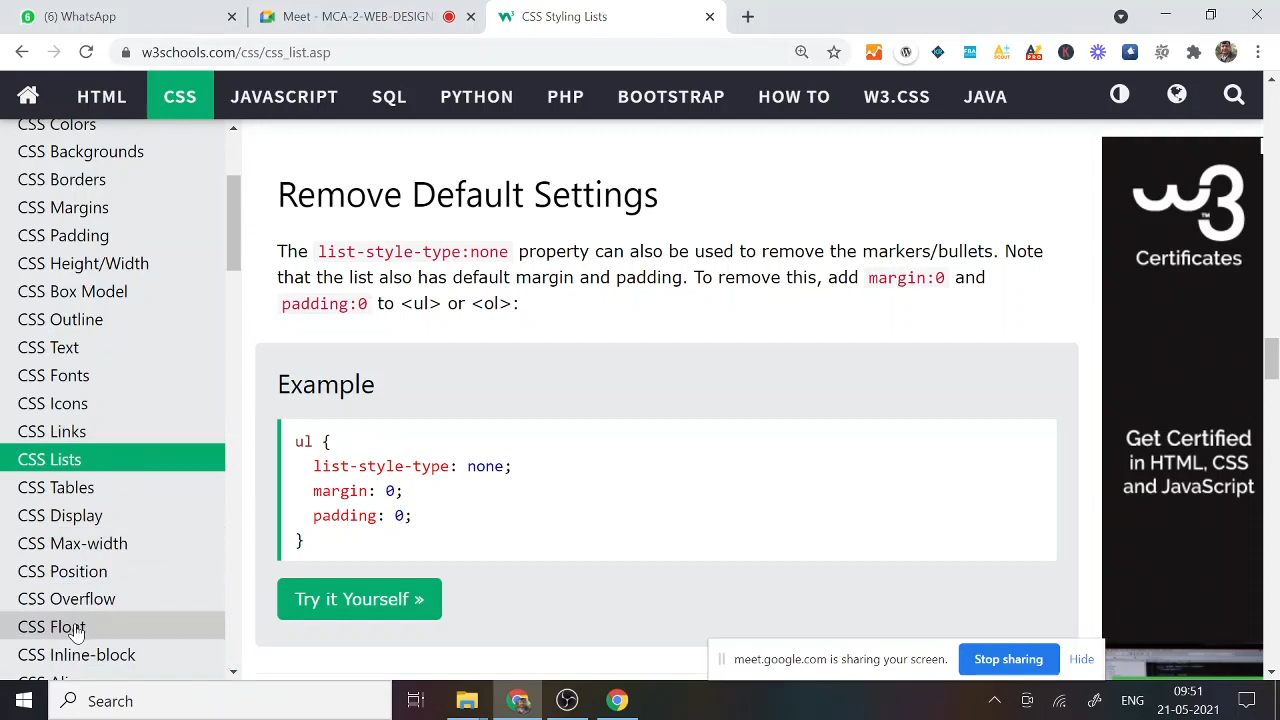 (6) WhatsApp
Meet - MCA-2-WEB-DESIGN
CSS Styling Lists
w3schools.com/css/css_list.asp
HTML CSS JAVASCRIPT SQL PYTHON PHP BOOTSTRAP HOW TO W3.CSS JAVA
CSS Colors
CSS Backgrounds
CSS Borders
CSS Margins
CSS Padding
CSS Height/Width
CSS Box Model
CSS Outline
CSS Text
CSS Fonts
CSS Icons
CSS Links
CSS Lists
CSS Tables
CSS Display
CSS Max-width
CSS Position
CSS Overflow
CSS Float
CSS Inline-block
Remove Default Settings
The list-style-type:none property can also be used to remove the markers/bullets. Note
that the list also has default margin and padding. To remove this, add margin:0 and
padding:0 to <ul> or <ol>:
Example
ul {
list-style-type: none;
margin: 0;
padding: 0;
}
Try it Yourself »
w3
Certificates
Get Certified
in HTML, CSS
and JavaScript
meet.google.com is sharing your screen.
Stop sharing
Hide
Search
ENG
09:51
21-05-2021